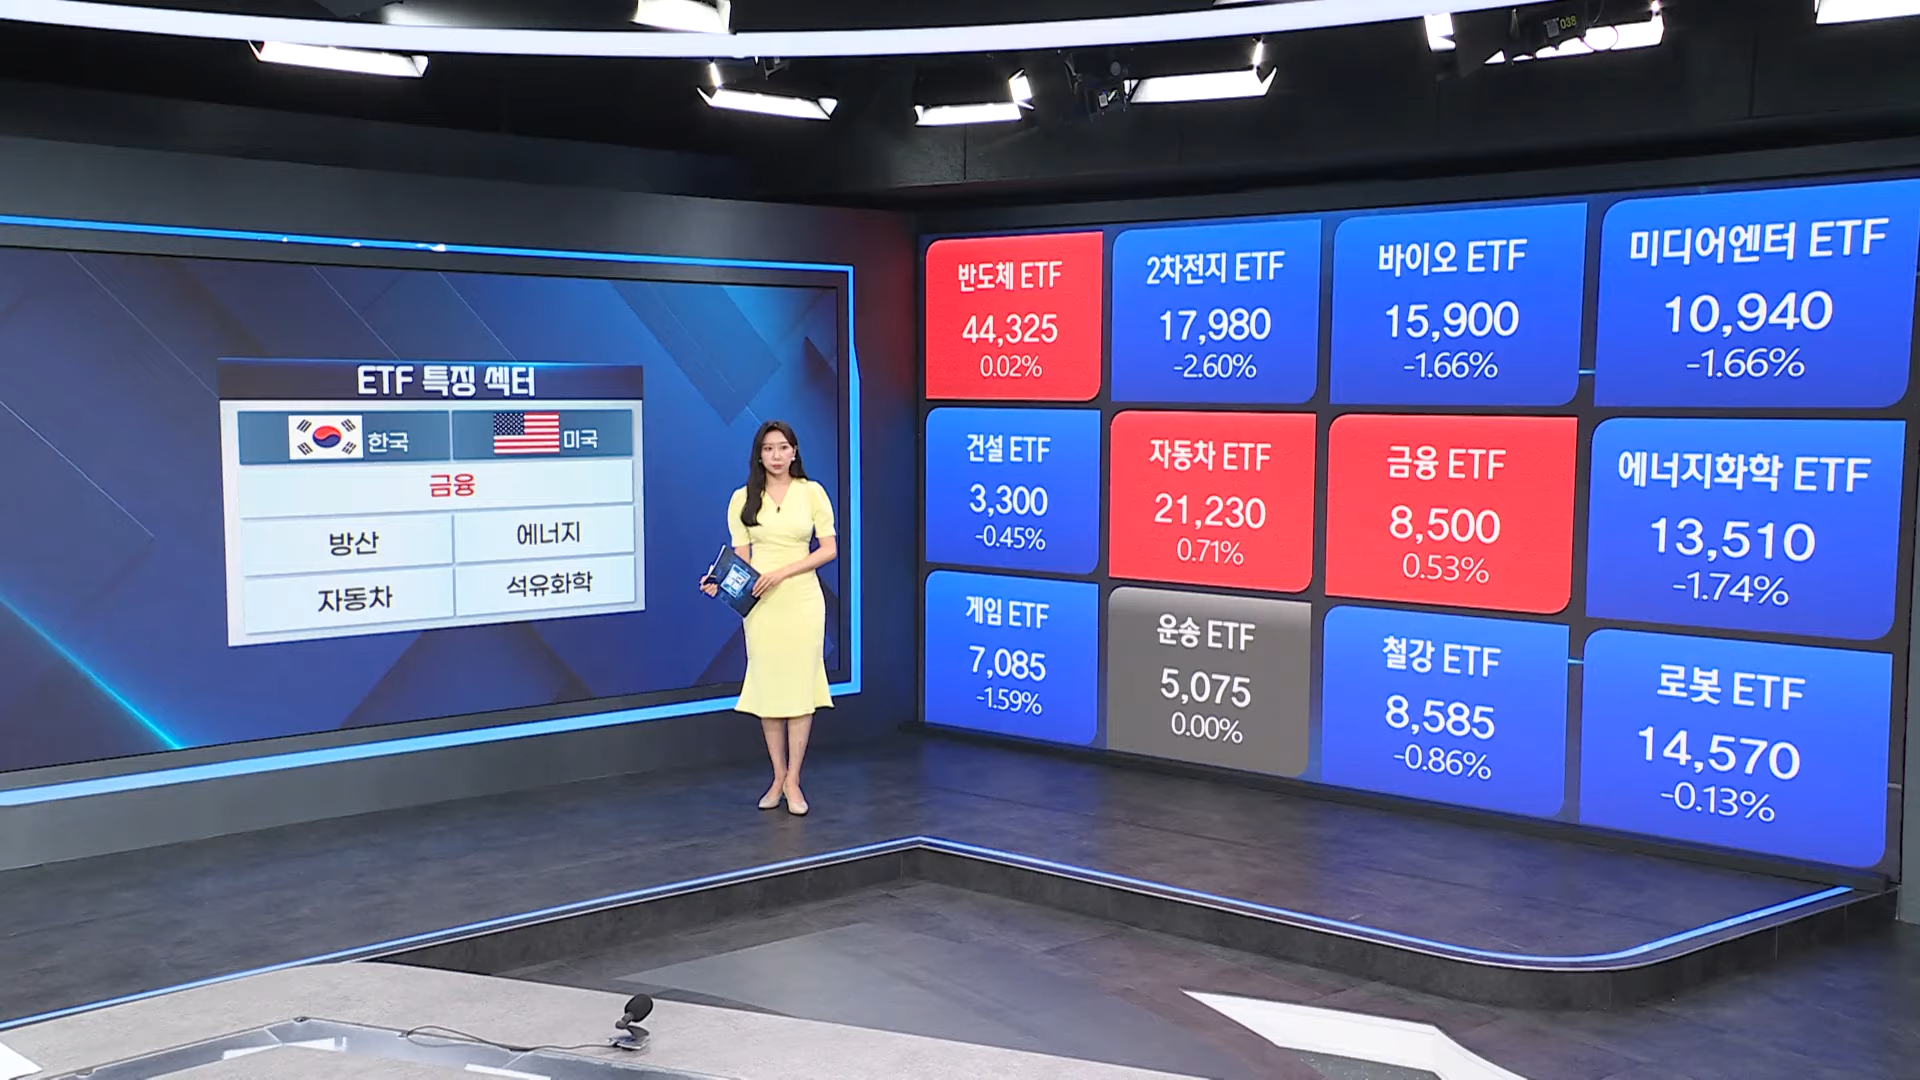 ETF 특징 섹터
한국
미국
금융
방산
에너지
자동차
석유화학
반도체 ETF
44,325
0.02%
2차전지 ETF
17,980
-2.60%
바이오 ETF
15,900
-1.66%
미디어엔터 ETF
10,940
-1.66%
건설 ETF
3,300
-0.45%
자동차 ETF
21,230
0.71%
금융 ETF
8,500
0.53%
에너지화학 ETF
13,510
-1.74%
게임 ETF
7,085
-1.59%
운송 ETF
5,075
0.00%
철강 ETF
8,585
-0.86%
로봇 ETF
14,570
-0.13%
038